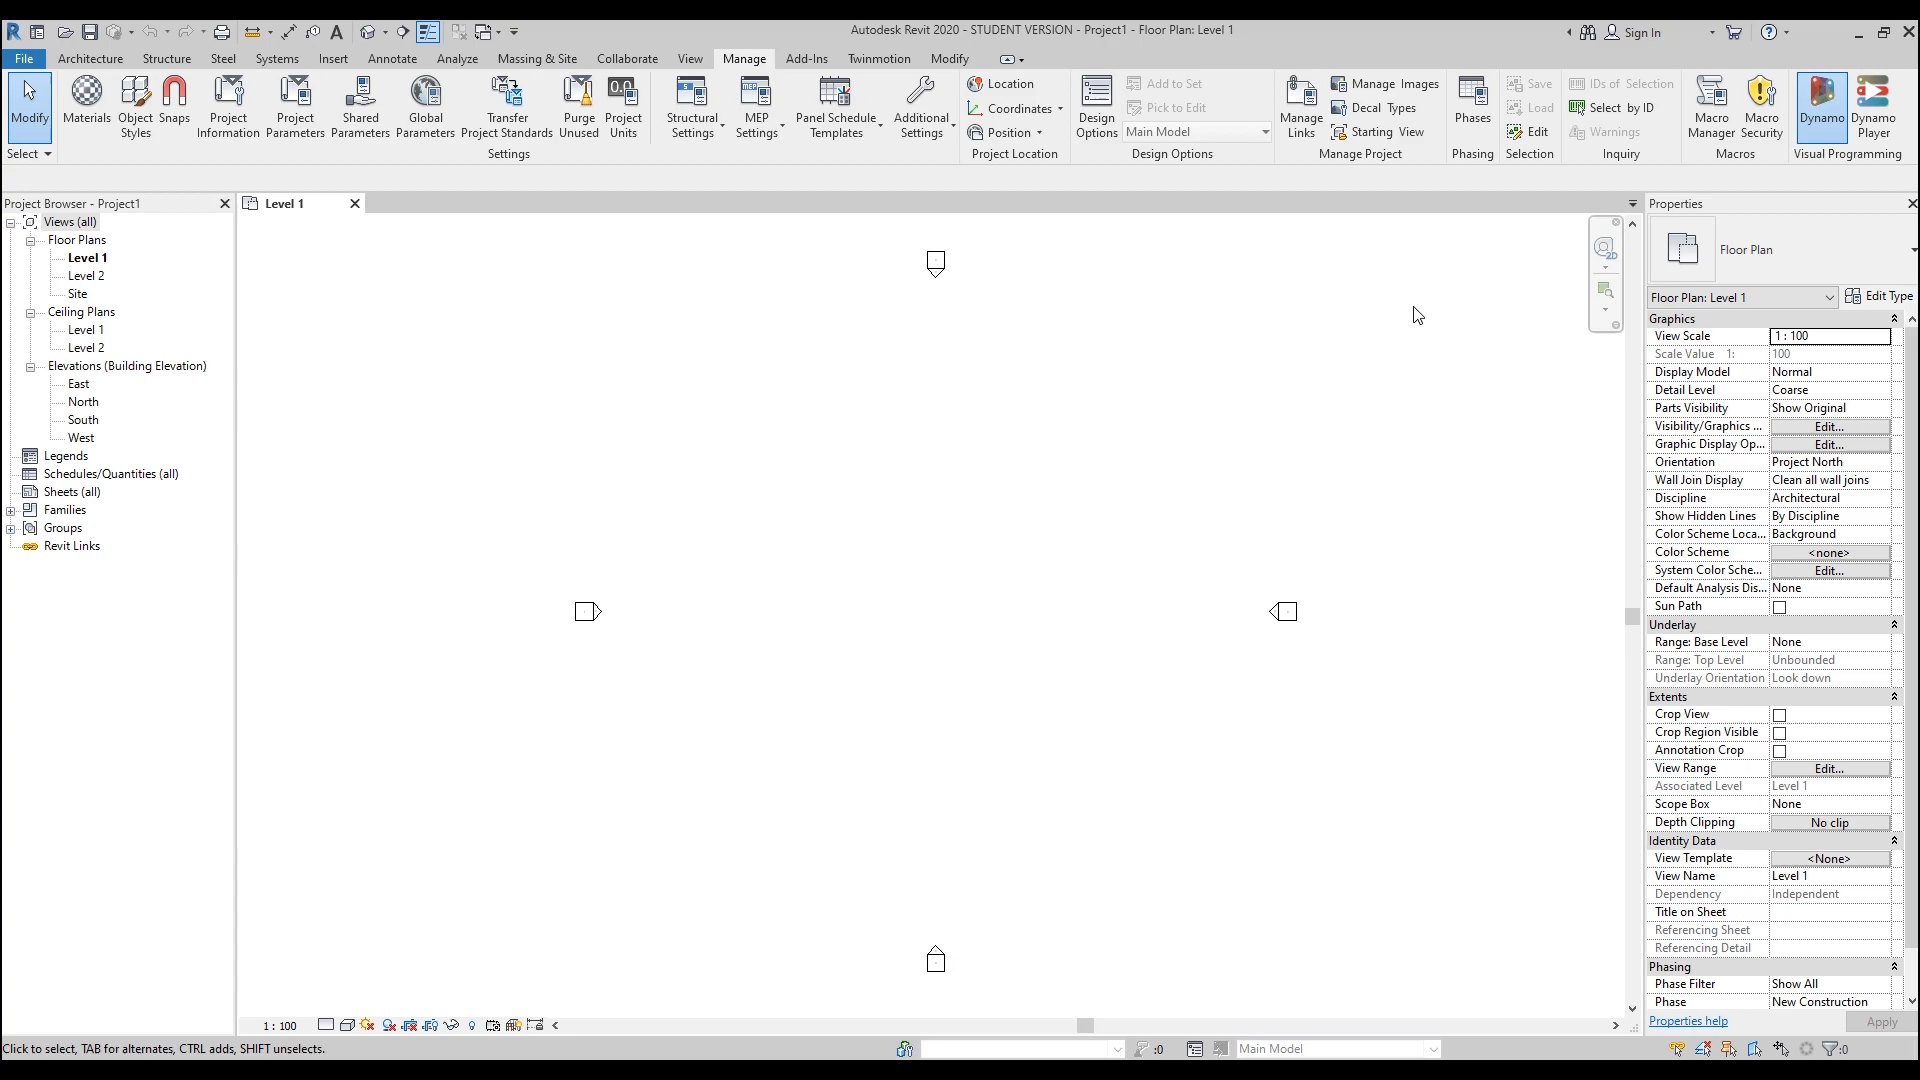 Autodesk Revit 2020 - STUDENT VERSION - Project1 - Floor Plan: Level 1
Sign In
File
Architecture
Structure
Steel
Systems
Insert
Annotate
Analyze
Massing & Site
Collaborate
View
Manage
Add-Ins
Twinmotion
Modify
Modify
Materials
Object Styles
Snaps
Project Information
Project Parameters
Shared Parameters
Global Parameters
Transfer Project Standards
Purge Unused
Project Units
Structural Settings
MEP Settings
Panel Schedule Templates
Additional Settings
Location
Coordinates
Position
Design Options
Add to Set
Pick to Edit
Main Model
Manage Links
Manage Images
Decal Types
Starting View
Phases
Save
Load
Edit
IDs of Selection
Select by ID
Warnings
Macro Manager
Macro Security
Dynamo
Dynamo Player
Select
Settings
Project Location
Design Options
Manage Project
Phasing
Selection
Inquiry
Macros
Visual Programming
Project Browser - Project1
Views (all)
Floor Plans
Level 1
Level 2
Site
Ceiling Plans
Level 1
Level 2
Elevations (Building Elevation)
East
North
South
West
Legends
Schedules/Quantities (all)
Sheets (all)
Families
Groups
Revit Links
Level 1
2D
Properties
Floor Plan
Floor Plan: Level 1
Edit Type
Graphics
View Scale 1 : 100
Scale Value 1: 100
Display Model Normal
Detail Level Coarse
Parts Visibility Show Original
Visibility/Graphics ... Edit...
Graphic Display Op... Edit...
Orientation Project North
Wall Join Display Clean all wall joins
Discipline Architectural
Show Hidden Lines By Discipline
Color Scheme Loca... Background
Color Scheme <none>
System Color Sche... Edit...
Default Analysis Dis... None
Sun Path
Underlay
Range: Base Level None
Range: Top Level Unbounded
Underlay Orientation Look down
Extents
Crop View
Crop Region Visible
Annotation Crop
View Range Edit...
Associated Level Level 1
Scope Box None
Depth Clipping No clip
Identity Data
View Template <None>
View Name Level 1
Dependency Independent
Title on Sheet
Referencing Sheet
Referencing Detail
Phasing
Phase Filter Show All
Phase New Construction
Properties help
Apply
1 : 100
Click to select, TAB for alternates, CTRL adds, SHIFT unselects.
:0
Main Model
:0